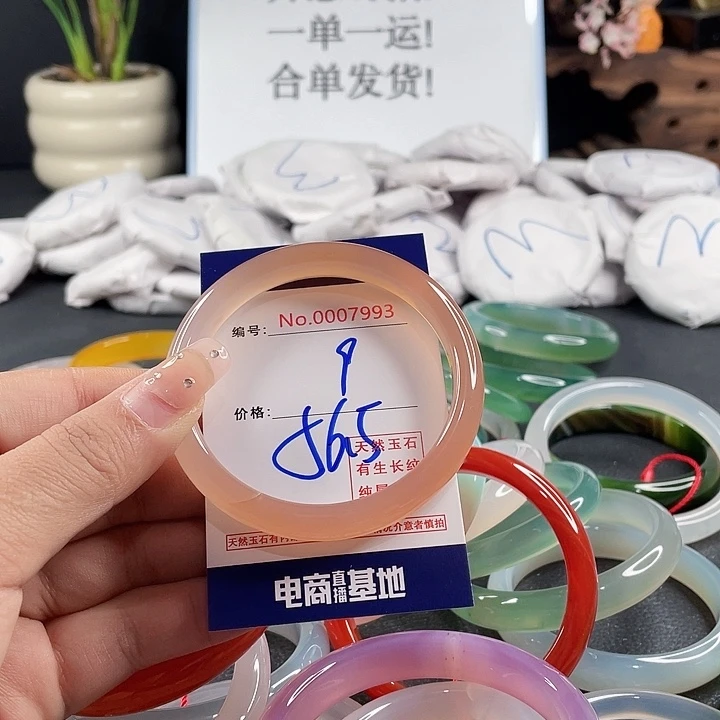 一单一运!
合单发货!
编号: No.0007993
9
价格:
565
天然玉石
有生长纹
天然玉石有
介意者慎拍
电商直播基地